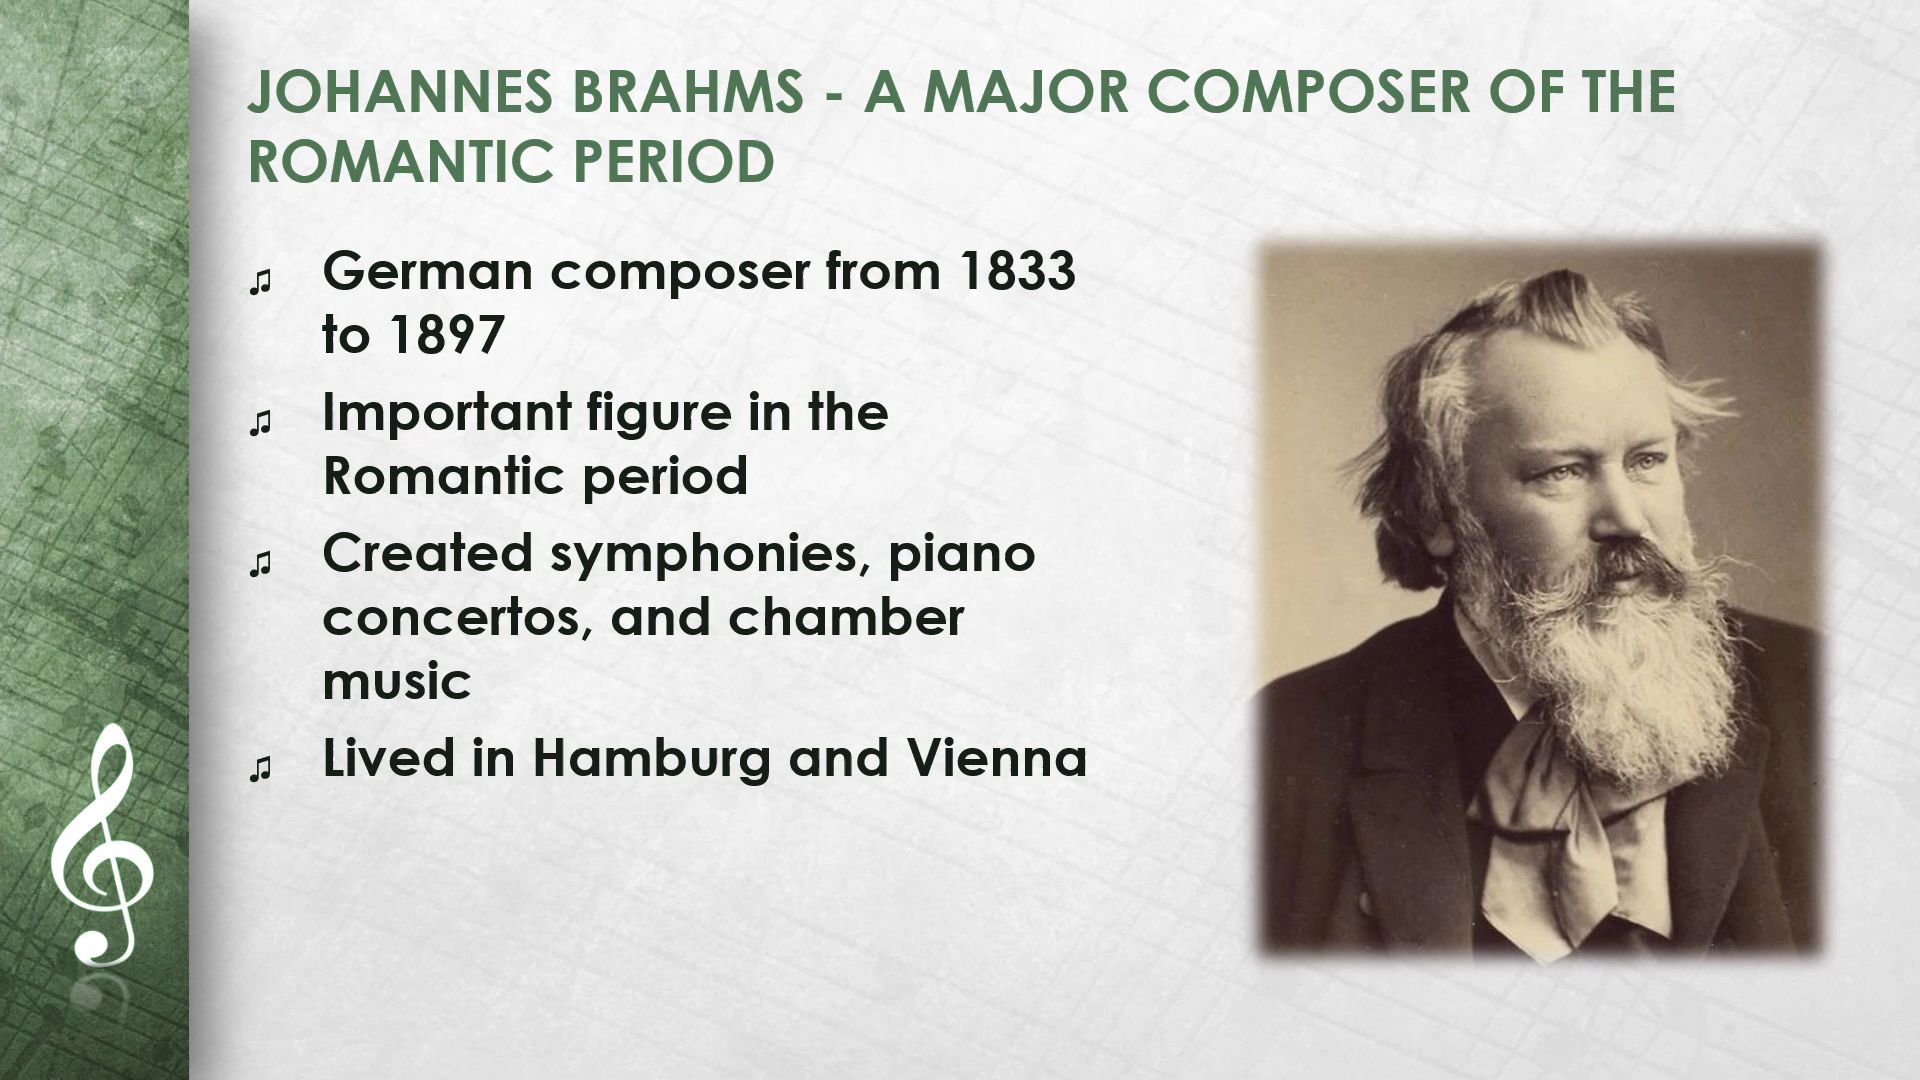 JOHANNES BRAHMS - A MAJOR COMPOSER OF THE
ROMANTIC PERIOD
♫ German composer from 1833
to 1897
♫ Important figure in the
Romantic period
♫ Created symphonies, piano
concertos, and chamber
music
♫ Lived in Hamburg and Vienna